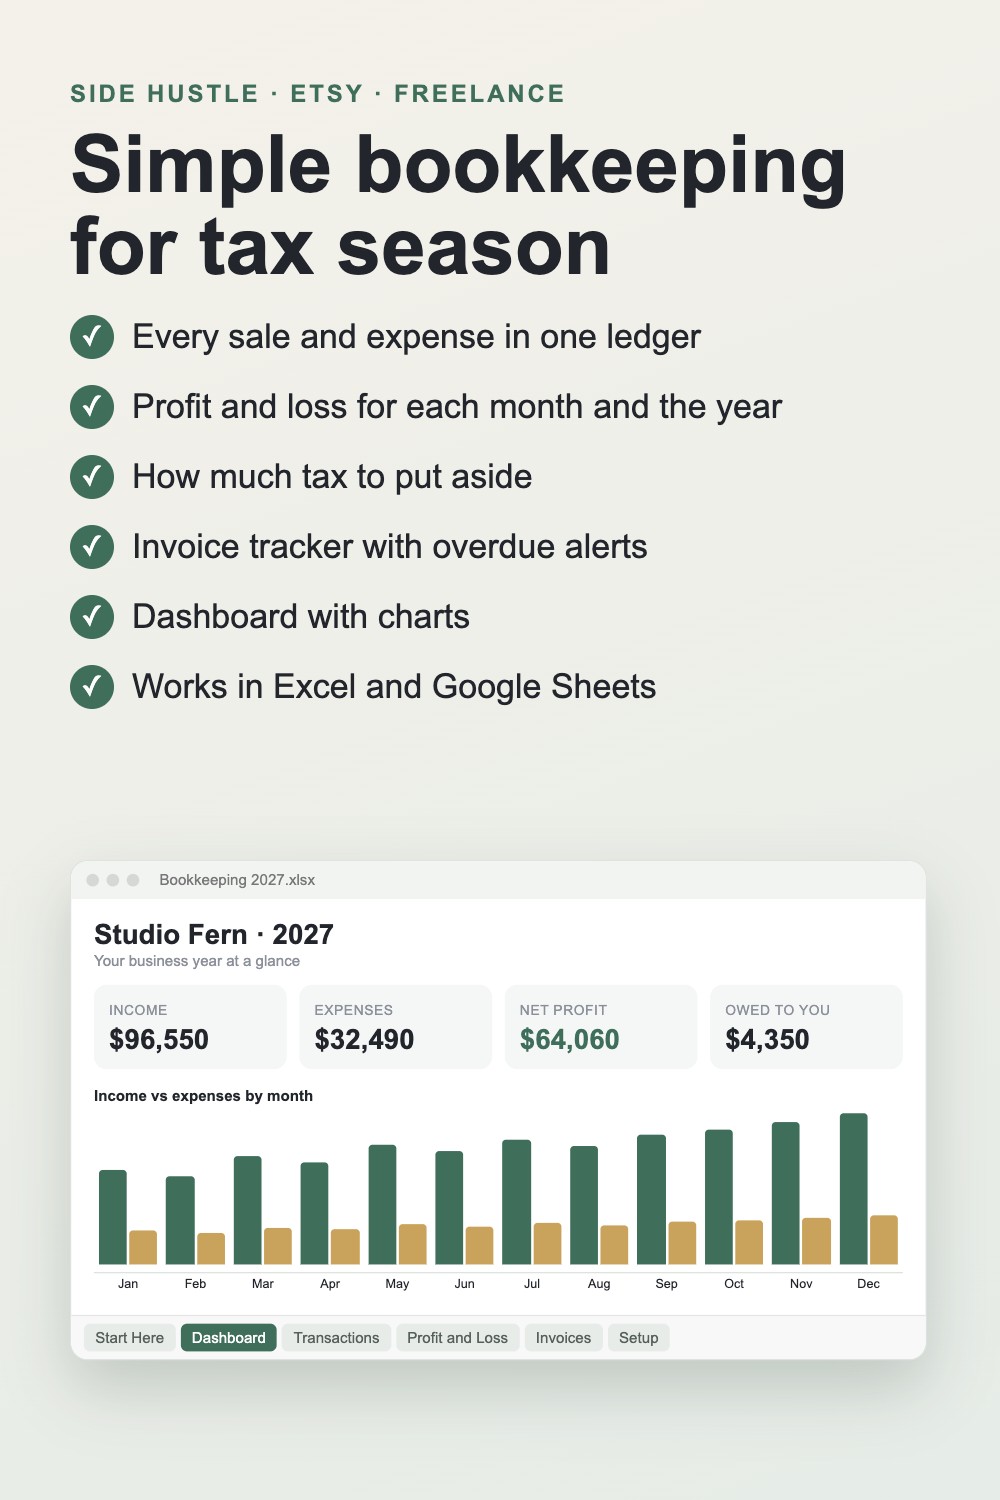 SIDE HUSTLE · ETSY · FREELANCE
Simple bookkeeping
for tax season
Every sale and expense in one ledger
Profit and loss for each month and the year
How much tax to put aside
Invoice tracker with overdue alerts
Dashboard with charts
Works in Excel and Google Sheets
Bookkeeping 2027.xlsx
Studio Fern · 2027
Your business year at a glance
INCOME EXPENSES NET PROFIT OWED TO YOU
$96,550 $32,490 $64,060 $4,350
Income vs expenses by month
Jan Feb Mar Apr May Jun Jul Aug Sep Oct Nov Dec
Start Here Dashboard Transactions Profit and Loss Invoices Setup